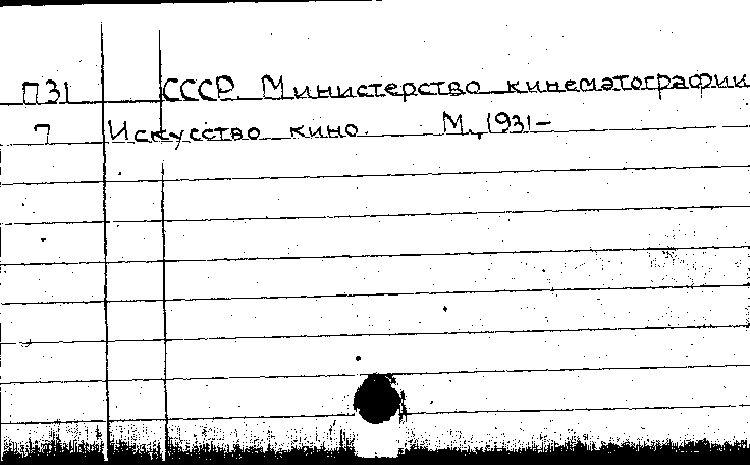 П31 СССР. Министерство кинематографии
7 Искусство кино. М., 1931-